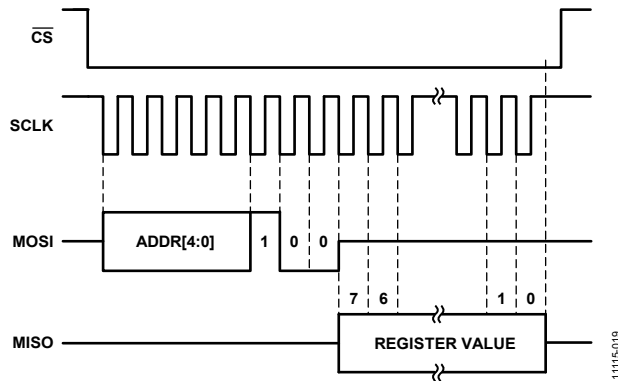 CS
SCLK
MOSI ADDR[4:0] 1 0 0
7 6 1 0
MISO REGISTER VALUE
11115-019